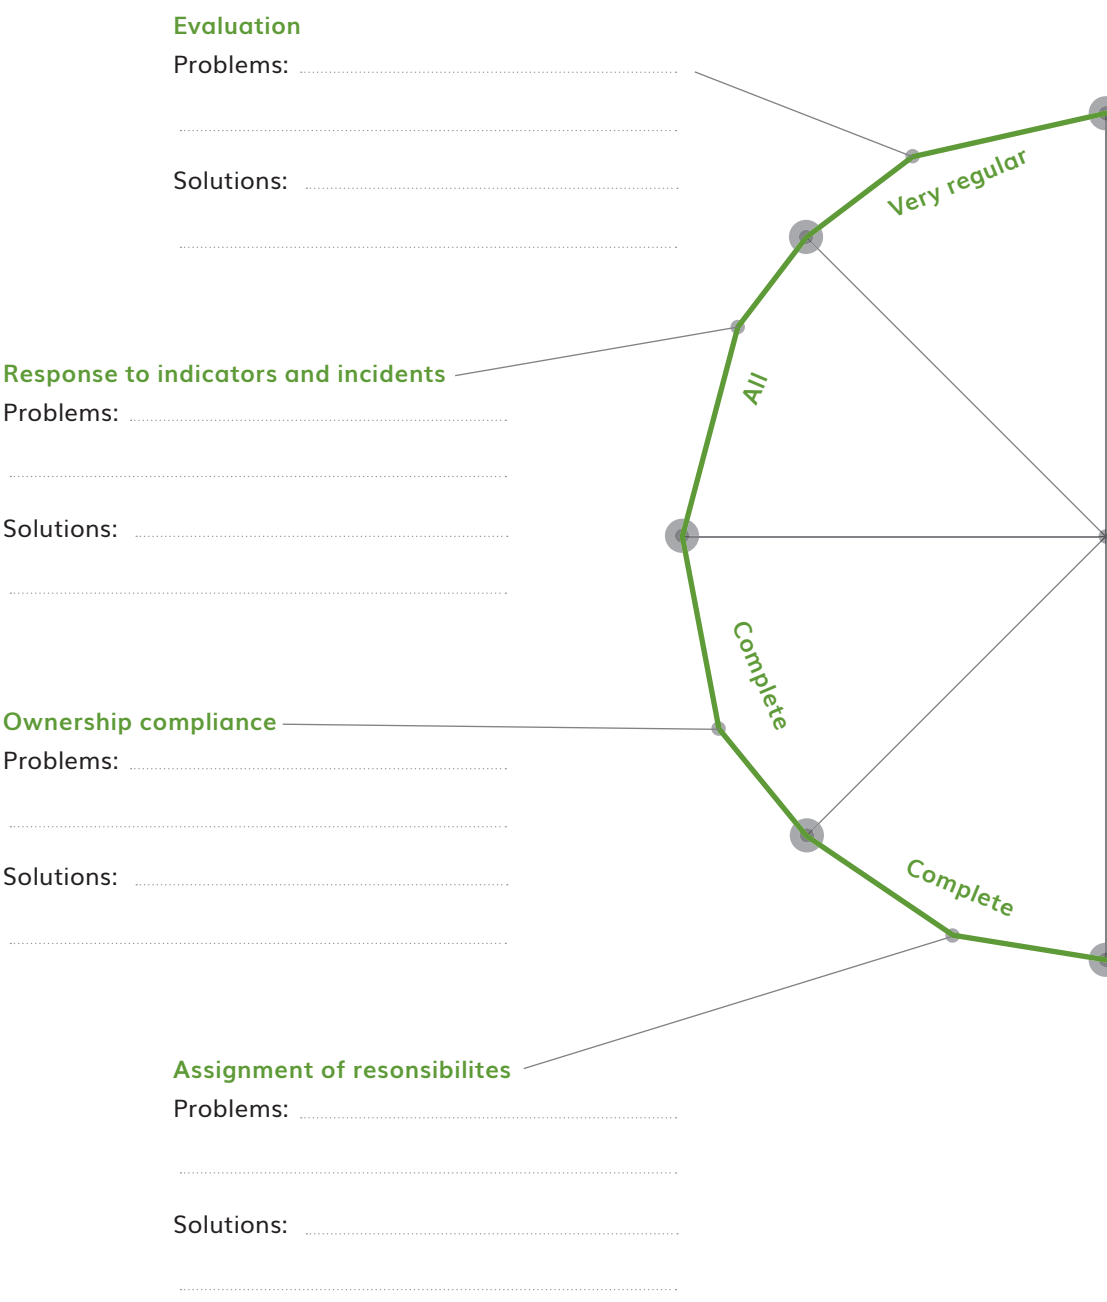 Evaluation
Problems:
Solutions:
Very regular
Response to indicators and incidents
Problems:
Solutions:
All
Ownership compliance
Problems:
Solutions:
Complete
Complete
Assignment of resonsibilites
Problems:
Solutions: